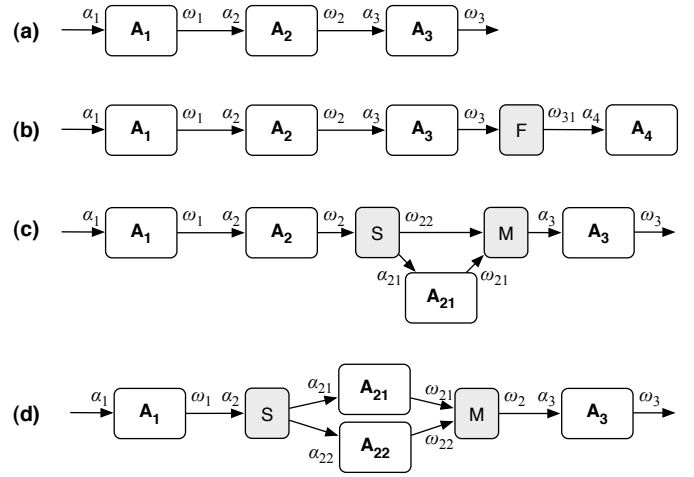 (a) α1 A1 ω1 α2 A2 ω2 α3 A3 ω3
(b) α1 A1 ω1 α2 A2 ω2 α3 A3 ω3 F ω31 α4 A4
(c) α1 A1 ω1 α2 A2 ω2 S ω22 M α3 A3 ω3
α21 A21 ω21
(d) α1 A1 ω1 α2 S α21 A21 ω21 M ω2 α3 A3 ω3
α22 A22 ω22